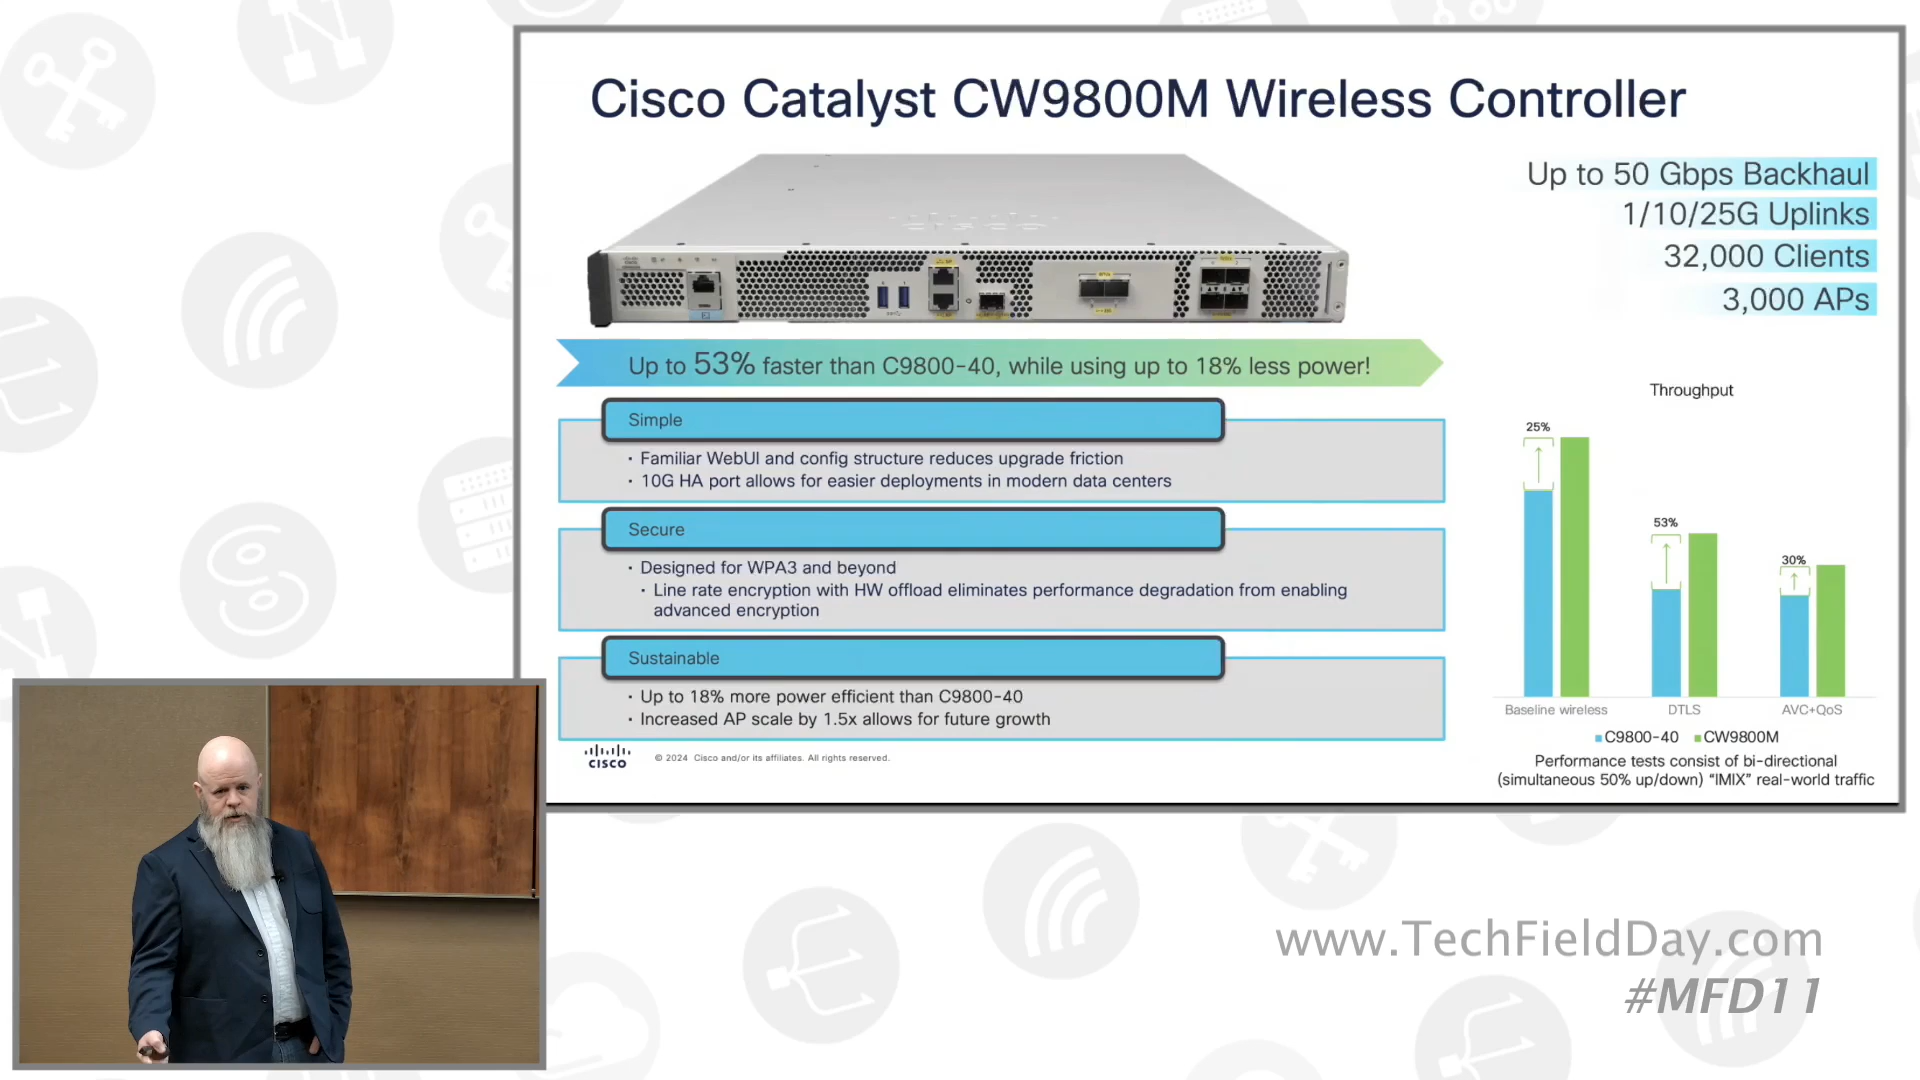 Cisco Catalyst CW9800M Wireless Controller
Up to 50 Gbps Backhaul
1/10/25G Uplinks
32,000 Clients
3,000 APs
Up to 53% faster than C9800-40, while using up to 18% less power!
Simple
· Familiar WebUI and config structure reduces upgrade friction
· 10G HA port allows for easier deployments in modern data centers
Secure
· Designed for WPA3 and beyond
· Line rate encryption with HW offload eliminates performance degradation from enabling
advanced encryption
Sustainable
· Up to 18% more power efficient than C9800-40
· Increased AP scale by 1.5x allows for future growth
CISCO
© 2024 Cisco and/or its affiliates. All rights reserved.
Throughput
25%
53%
30%
Baseline wireless
DTLS
AVC+QoS
C9800-40
CW9800M
Performance tests consist of bi-directional
(simultaneous 50% up/down) “IMIX” real-world traffic
www.TechFieldDay.com
#MFD11